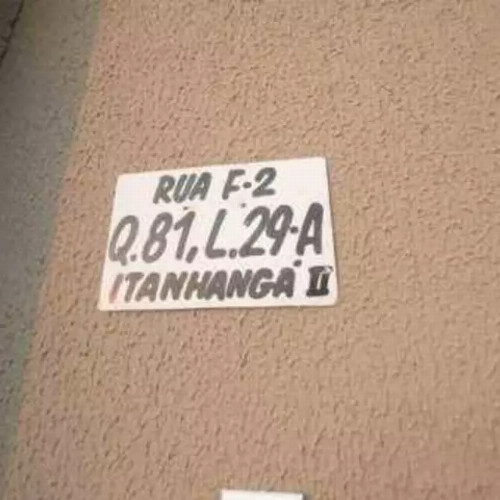 RUA F-2
Q.81, L.29-A
ITANHANGÁ II